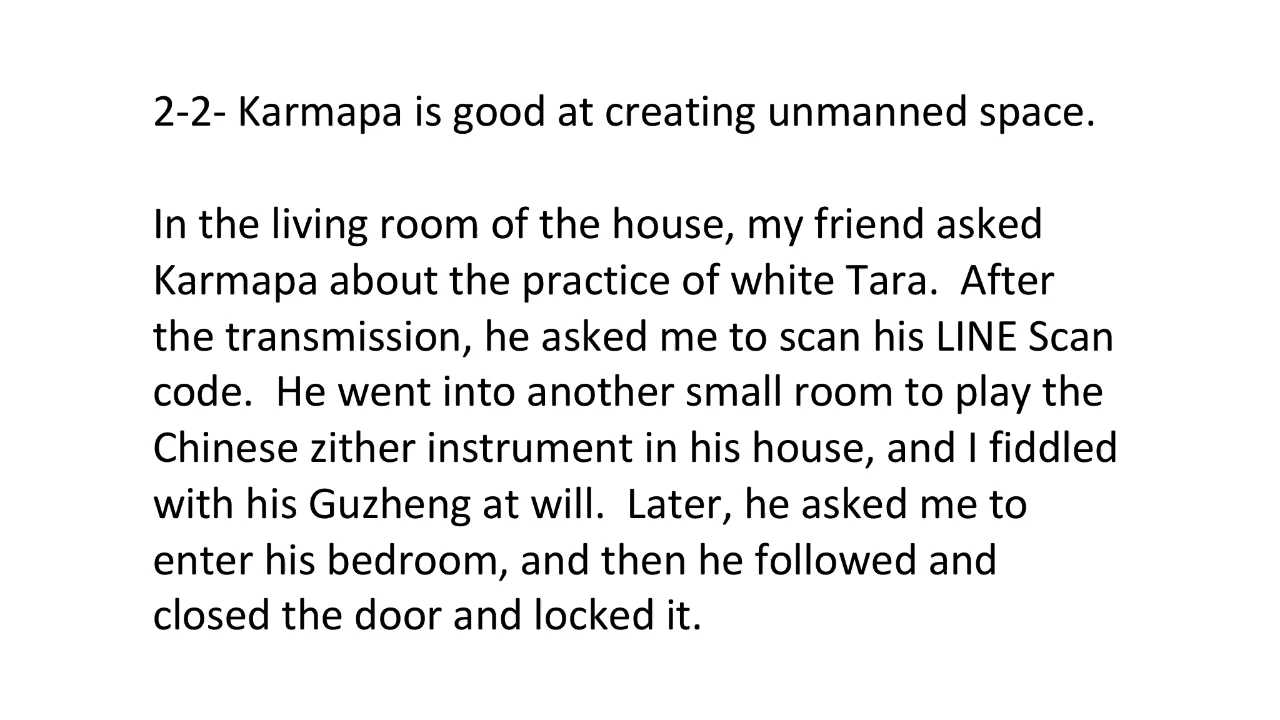 2-2- Karmapa is good at creating unmanned space.
In the living room of the house, my friend asked
Karmapa about the practice of white Tara.  After
the transmission, he asked me to scan his LINE Scan
code.  He went into another small room to play the
Chinese zither instrument in his house, and I fiddled
with his Guzheng at will.  Later, he asked me to
enter his bedroom, and then he followed and
closed the door and locked it.